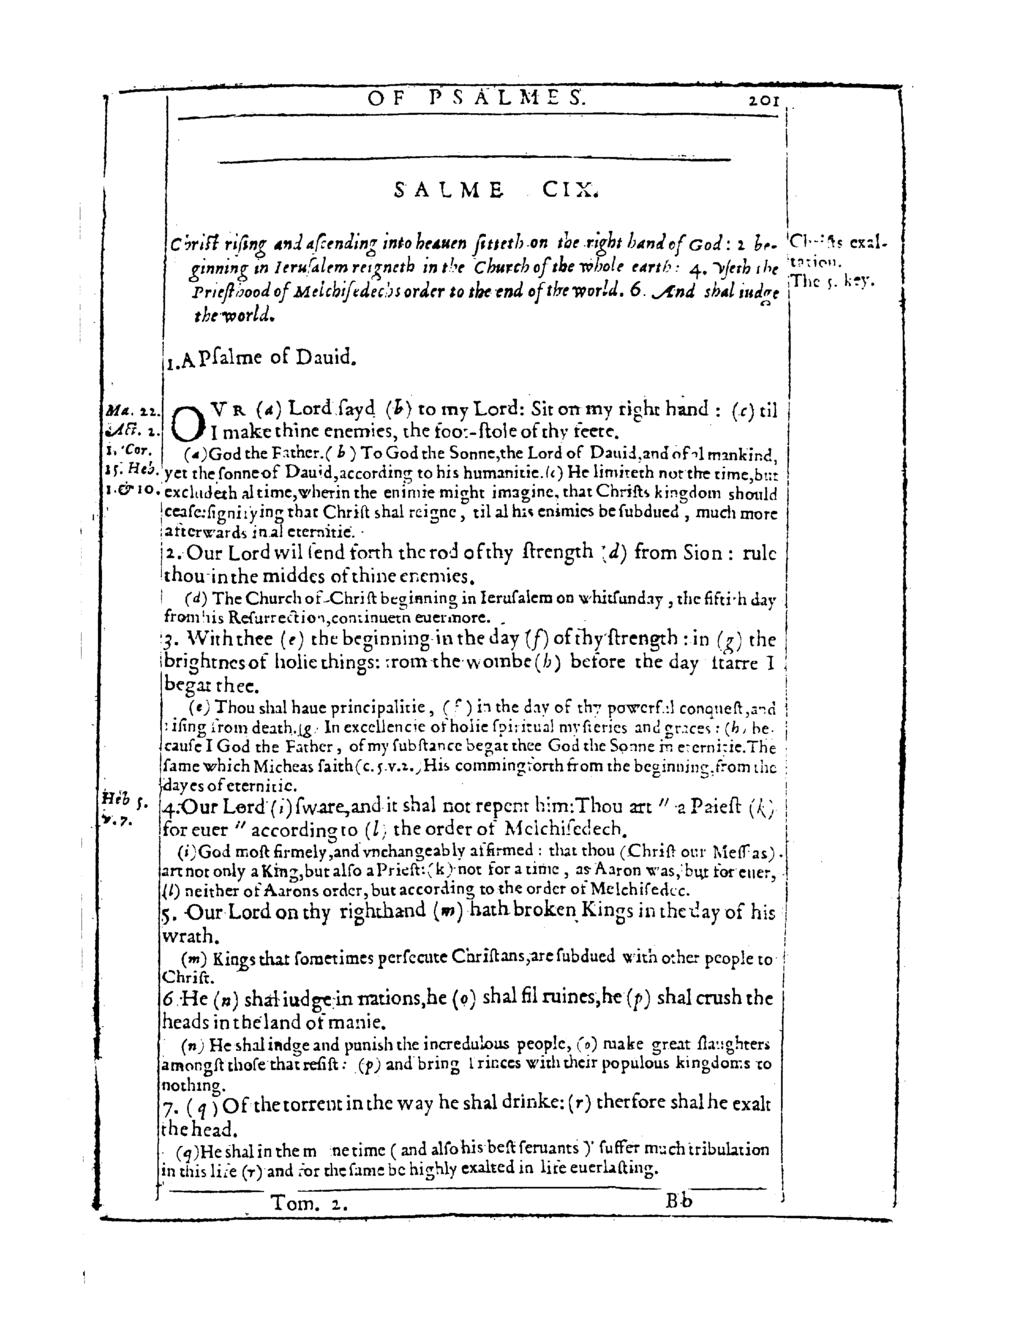 OF PSALMES. 201
SALME CIX.
Christ rising and ascending into heauen sitteth on the right hand of God: 2 be-
ginning in Ierusalem reigneth in the Church of the whole earth: 4. Vseth the
Priesthood of Melchisedechs order to the end of the world. 6. And shal iudge
the world.
Christs exal-
tation.
The 5. key.
1. A Psalme of Dauid.
Ma. 22.
Act. 2.
1. Cor.
15. Heb.
1. & 10.
OVR (a) Lord sayd (b) to my Lord: Sit on my right hand : (c) til
I make thine enemies, the foot-stole of thy feete.
(a) God the Father. (b) To God the Sonne, the Lord of Dauid, and of al mankind,
yet the sonne of Dauid, according to his humanitie. (c) He limiteth not the time, but
excludeth al time, wherin the enimie might imagine, that Christs kingdom should
cease: signifying that Christ shal reigne, til al his enimies be subdued, much more
afterwards in al eternitie.
2. Our Lord wil send forth the rod of thy strength (d) from Sion : rule
thou in the middes of thine enemies.
(d) The Church of Christ beginning in Ierusalem on whitsunday, the fifti-h day
from his Resurrection, continueth euermore.
3. With thee (e) the beginning in the day (f) of thy strength : in (g) the
brightnes of holie things: from the wombe (h) before the day starre I
begat thee.
(e) Thou shal haue principalitie, (f) in the day of thy powerful conquest, and
rising from death. (g) In excellencie of holie spiritual mysteries and graces : (h) be-
cause I God the Father, of my substance begat thee God the Sonne in eternitie. The
same which Micheas saith (c. 5. v. 2.) His comming forth from the beginning, from the
dayes of eternitie.
Heb 5.
v. 7.
4. Our Lord (i) sware, and it shal not repent him: Thou art " a Paiest (k)
for euer " according to (l) the order of Melchisedech.
(i) God most firmely, and vnchangeably affirmed : that thou (Christ our Messias)
art not only a King, but also a Priest: (k) not for a time, as Aaron was, but for euer,
(l) neither of Aarons order, but according to the order of Melchisedec.
5. Our Lord on thy righthand (m) hath broken Kings in the day of his
wrath.
(m) Kings that sometimes persecute Christans, are subdued with other people to
Christ.
6 He (n) shal iudge in nations, he (o) shal fil ruines, he (p) shal crush the
heads in the land of manie.
(n) He shal iudge and punish the incredulous people, (o) make great slaughters
amongst those that resist : (p) and bring Princes with their populous kingdoms to
nothing.
7. (q) Of the torrent in the way he shal drinke: (r) therfore shal he exalt
the head.
(q) He shal in the m ne time (and also his best seruants) suffer much tribulation
in this life (r) and for the same be highly exalted in life euerlasting.
Tom. 2. Bb